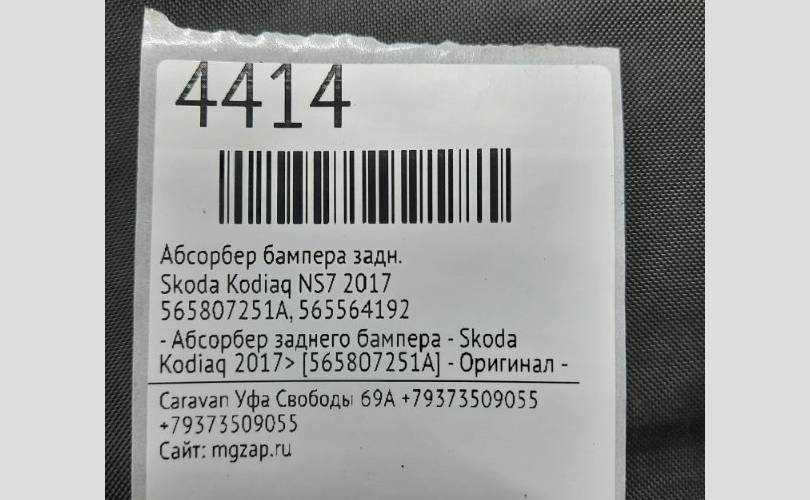 4414
Абсорбер бампера задн.
Skoda Kodiaq NS7 2017
565807251A, 565564192
- Абсорбер заднего бампера - Skoda
Kodiaq 2017> [565807251A] - Оригинал -
Caravan Уфа Свободы 69А +79373509055
+79373509055
Сайт: mgzap.ru